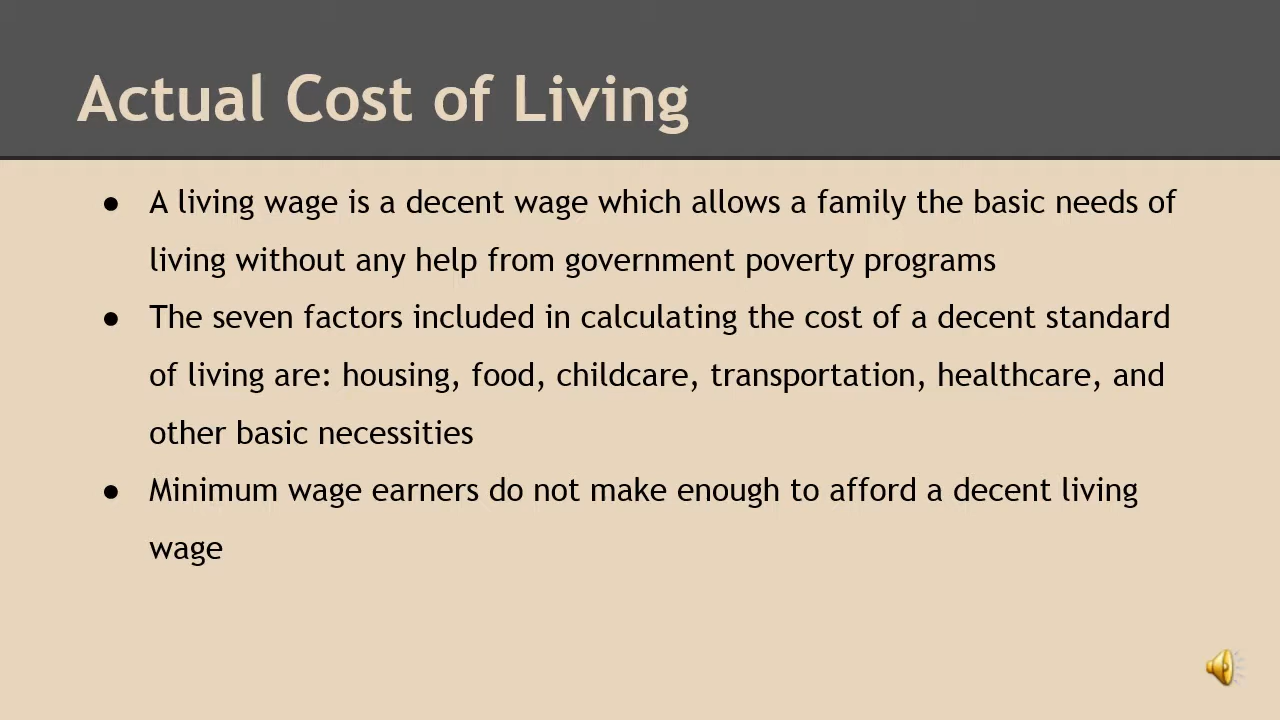 Actual Cost of Living
● A living wage is a decent wage which allows a family the basic needs of
living without any help from government poverty programs
● The seven factors included in calculating the cost of a decent standard
of living are: housing, food, childcare, transportation, healthcare, and
other basic necessities
● Minimum wage earners do not make enough to afford a decent living
wage